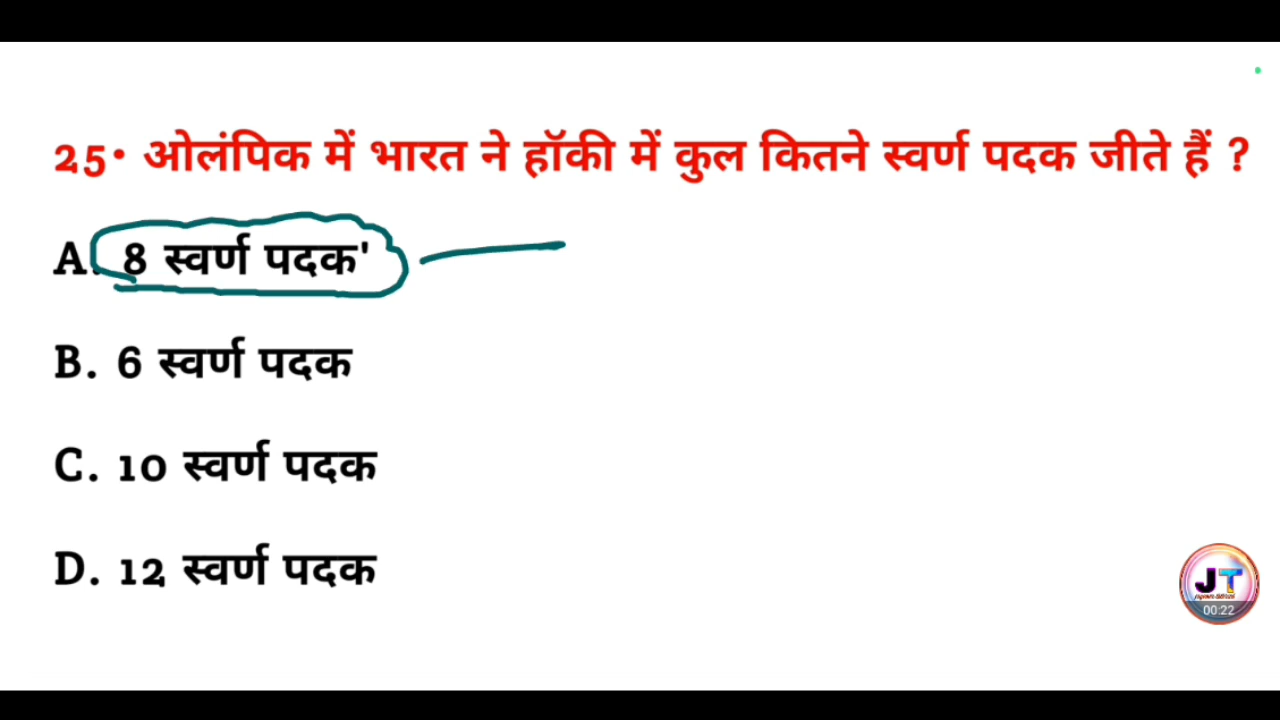 25• ओलंपिक में भारत ने हॉकी में कुल कितने स्वर्ण पदक जीते हैं ?
A. 8 स्वर्ण पदक'
B. 6 स्वर्ण पदक
C. 10 स्वर्ण पदक
D. 12 स्वर्ण पदक
JT
00:22